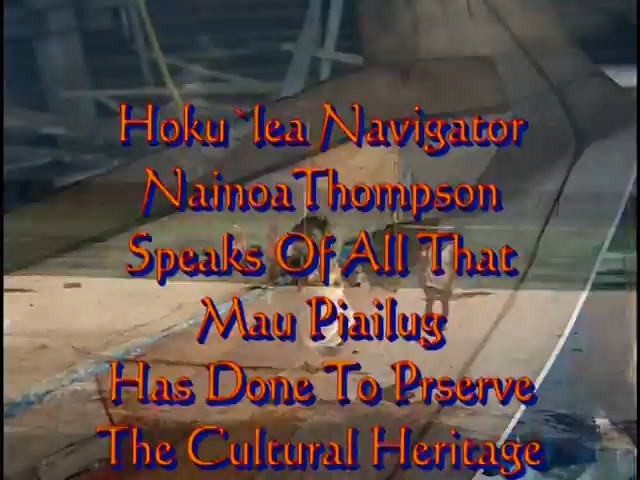 Hoku`lea Navigator
Nainoa Thompson
Speaks Of All That
Mau Piailug
Has Done To Prserve
The Cultural Heritage